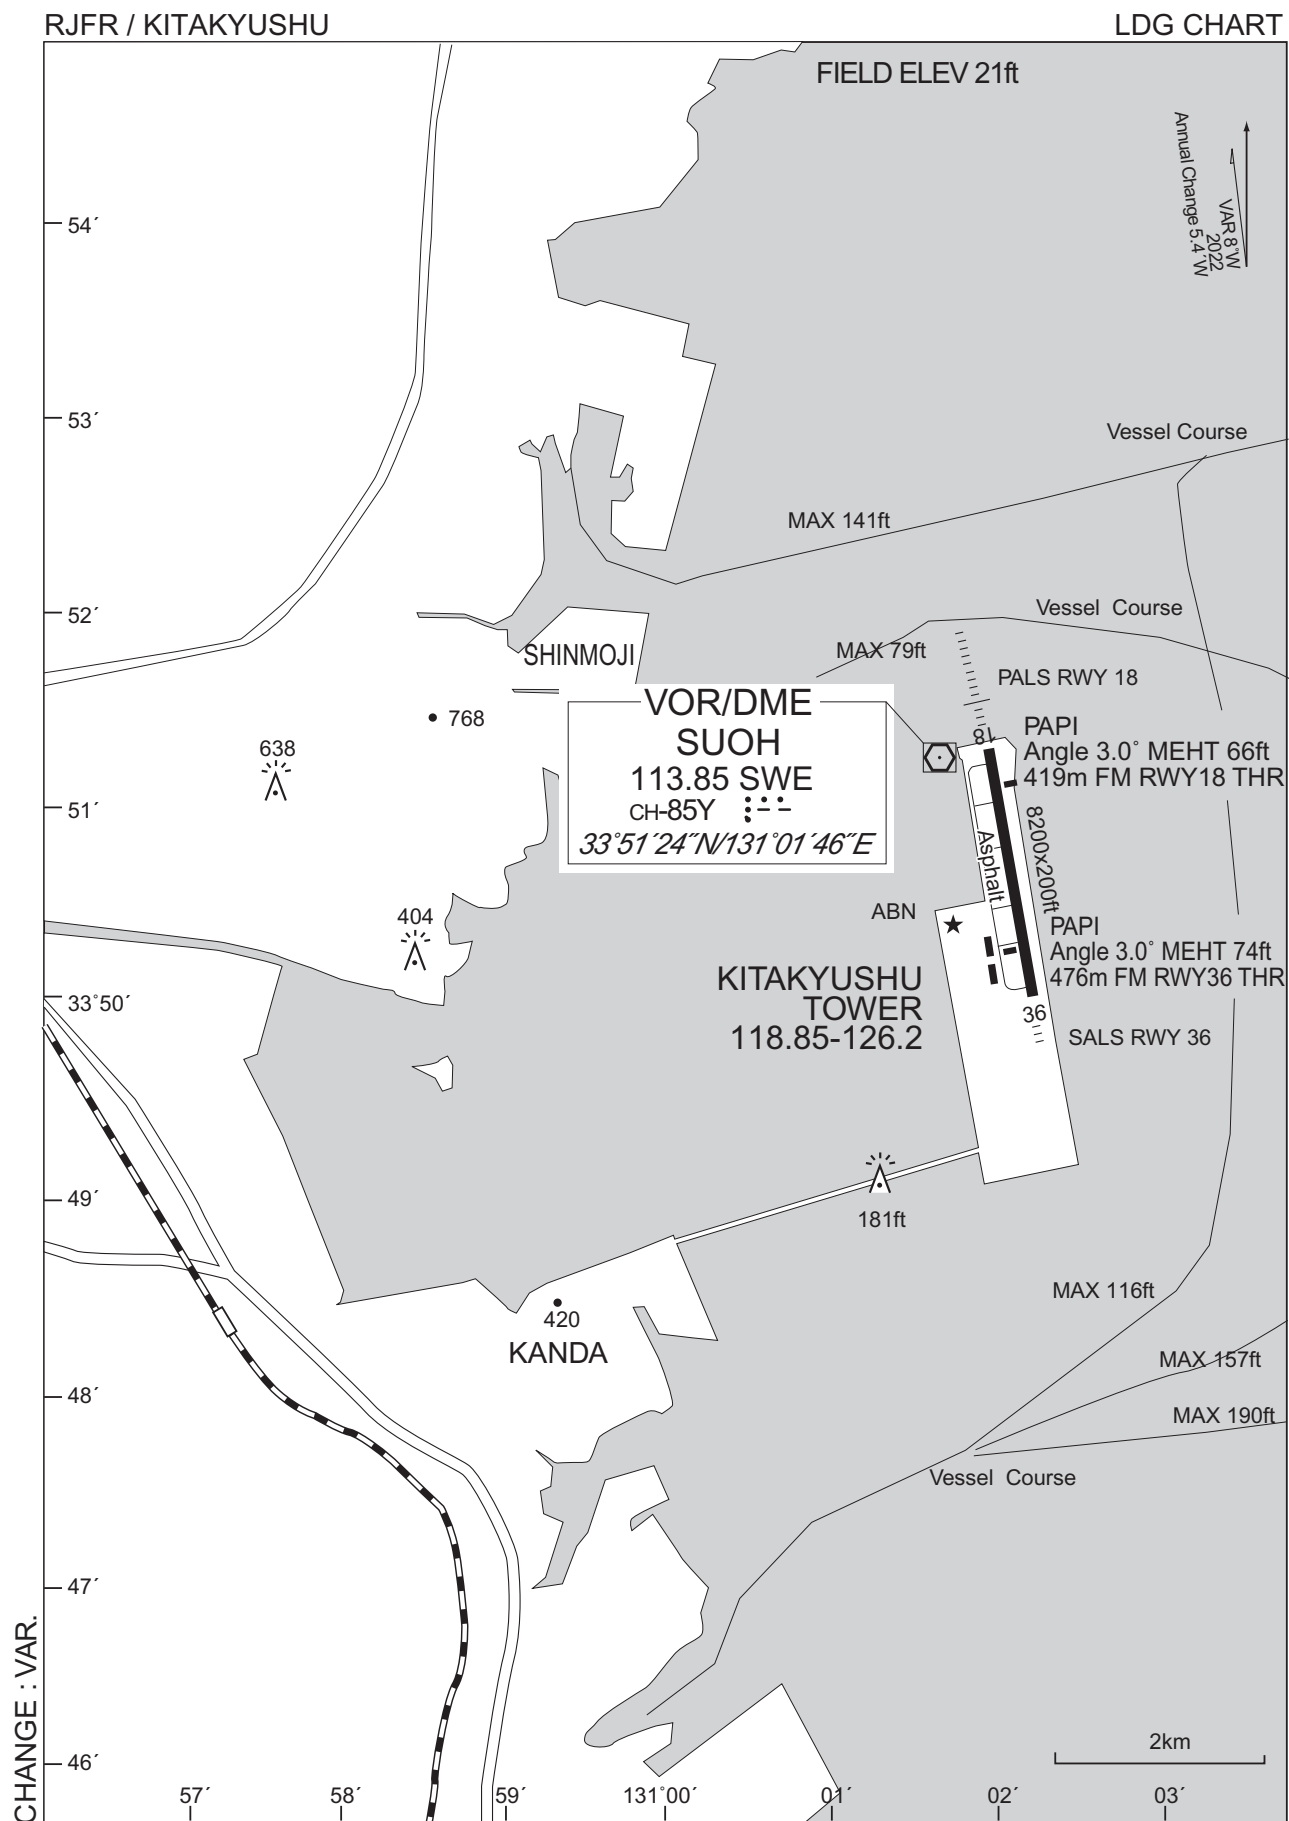 RJFR / KITAKYUSHU
LDG CHART
FIELD ELEV 21ft
VAR 8°W
2022
Annual Change 5.4´W
54´
53´
Vessel Course
MAX 141ft
52´
Vessel Course
MAX 79ft
SHINMOJI
PALS RWY 18
768
638
VOR/DME
SUOH
113.85 SWE
CH-85Y
33°51´24˝N/131°01´46˝E
18
PAPI
Angle 3.0° MEHT 66ft
419m FM RWY18 THR
51´
8200x200ft
Asphalt
ABN
404
PAPI
Angle 3.0° MEHT 74ft
476m FM RWY36 THR
KITAKYUSHU
TOWER
118.85-126.2
33°50´
36
SALS RWY 36
49´
181ft
MAX 116ft
420
KANDA
MAX 157ft
48´
MAX 190ft
Vessel Course
47´
CHANGE : VAR.
46´
2km
57´
58´
59´
131°00´
01´
02´
03´